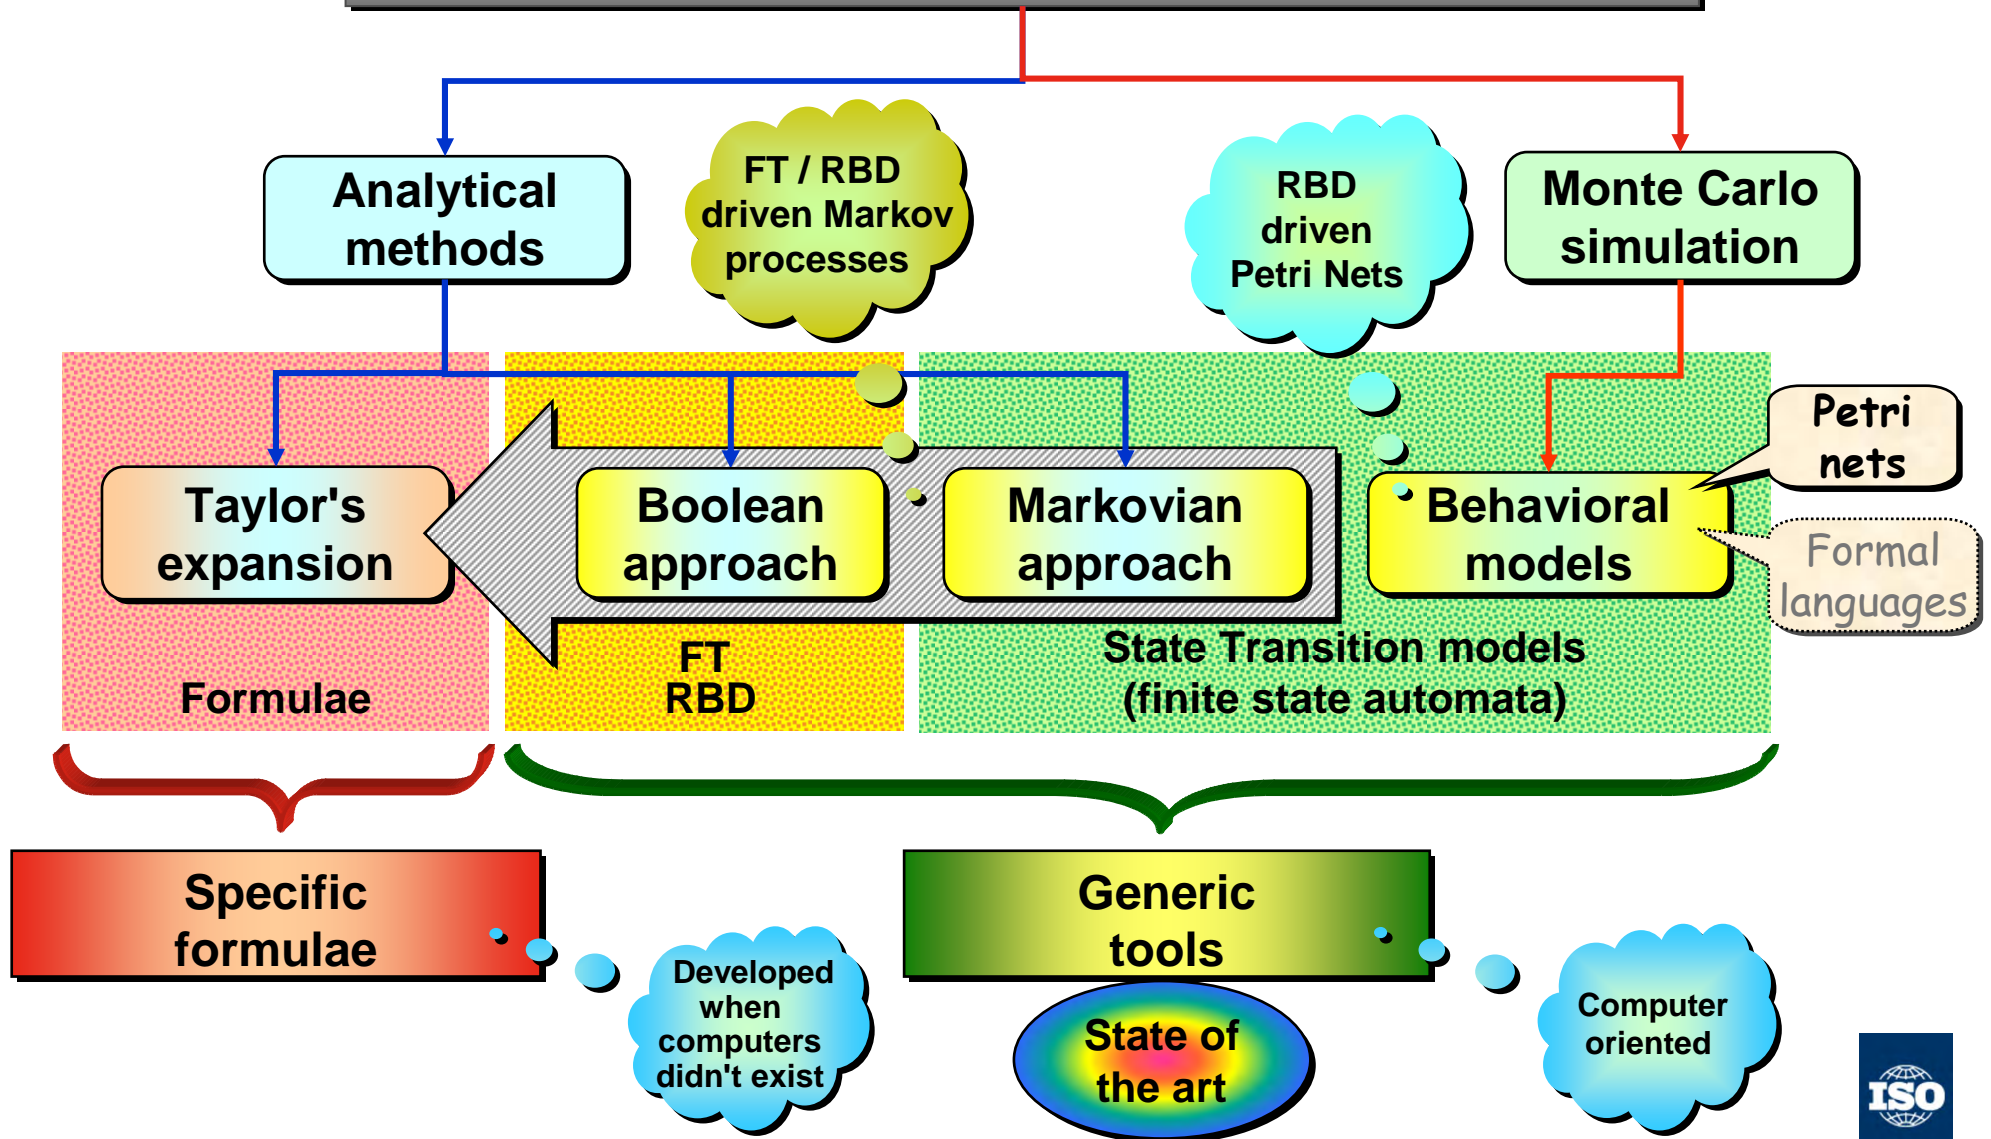 Analytical
methods
FT / RBD
driven Markov
processes
RBD
driven
Petri Nets
Monte Carlo
simulation
Petri
nets
Taylor's
expansion
Boolean
approach
Markovian
approach
Behavioral
models
Formal
languages
Formulae
FT
RBD
State Transition models
(finite state automata)
Specific
formulae
Generic
tools
Developed
when
computers
didn't exist
State of
the art
Computer
oriented
ISO